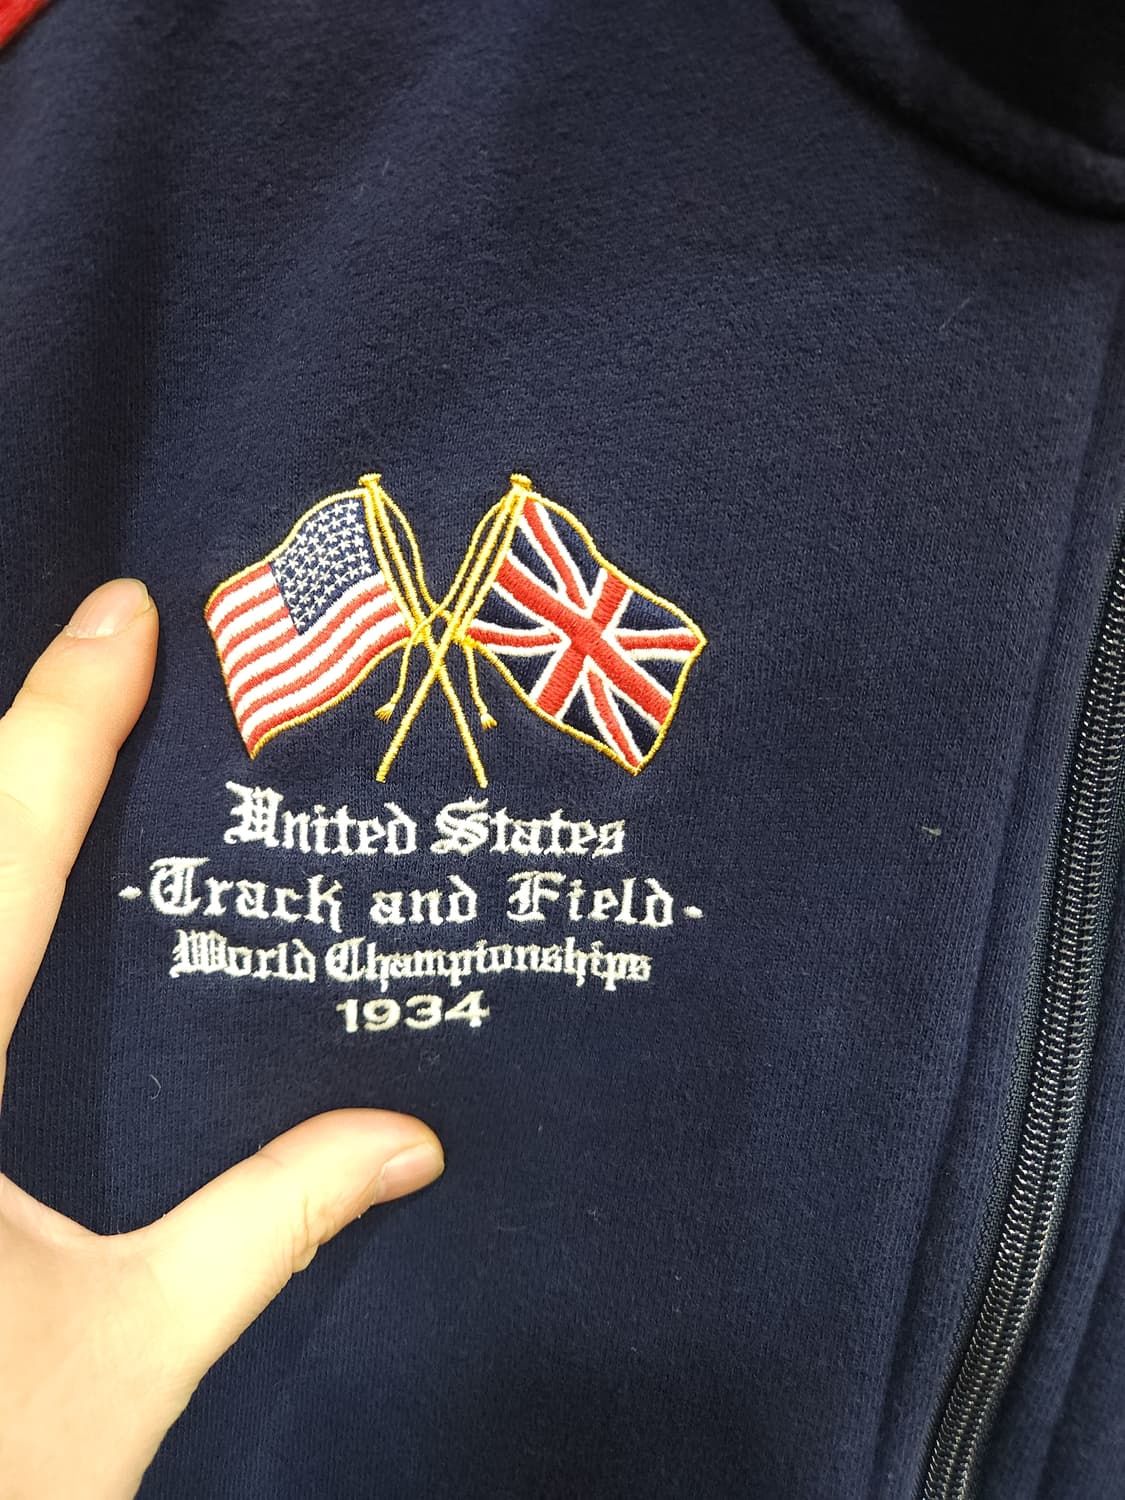 United States
-Track and Field-
World Championships
1934